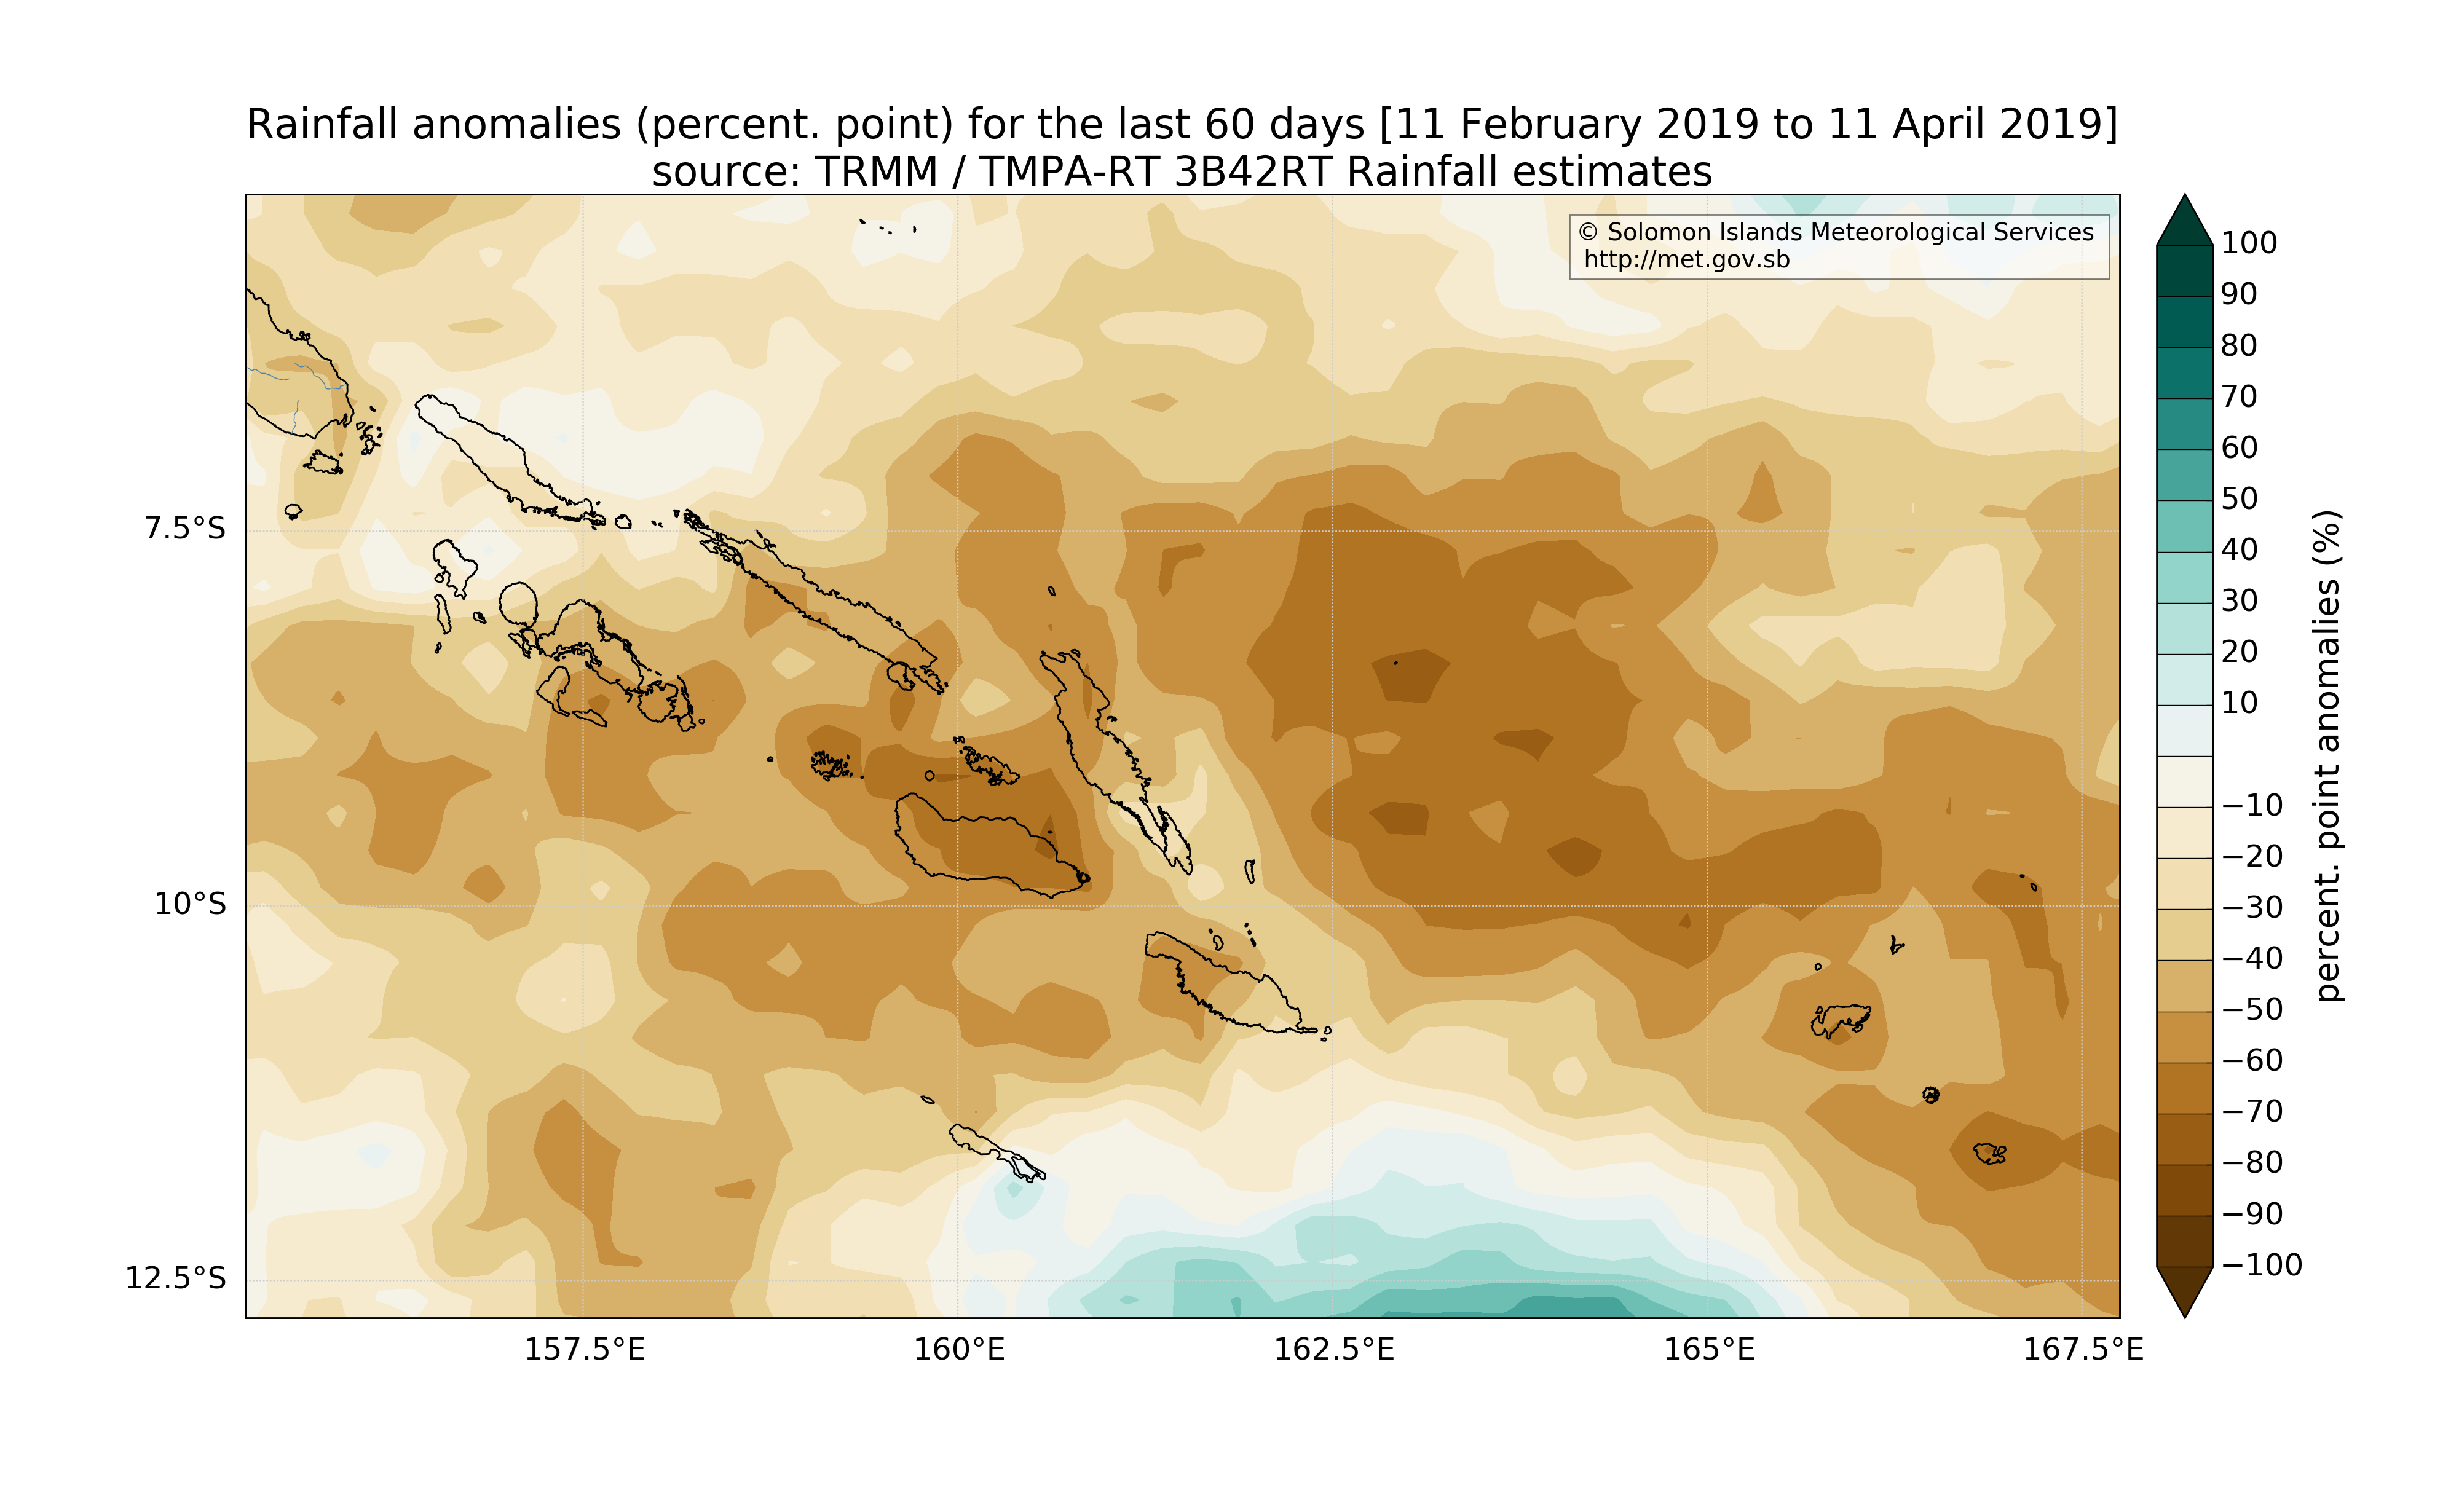 Rainfall anomalies (percent. point) for the last 60 days [11 February 2019 to 11 April 2019]
source: TRMM / TMPA-RT 3B42RT Rainfall estimates
© Solomon Islands Meteorological Services
http://met.gov.sb
7.5°S
10°S
12.5°S
157.5°E
160°E
162.5°E
165°E
167.5°E
100
90
80
70
60
50
40
30
20
10
−10
−20
−30
−40
−50
−60
−70
−80
−90
−100
percent. point anomalies (%)